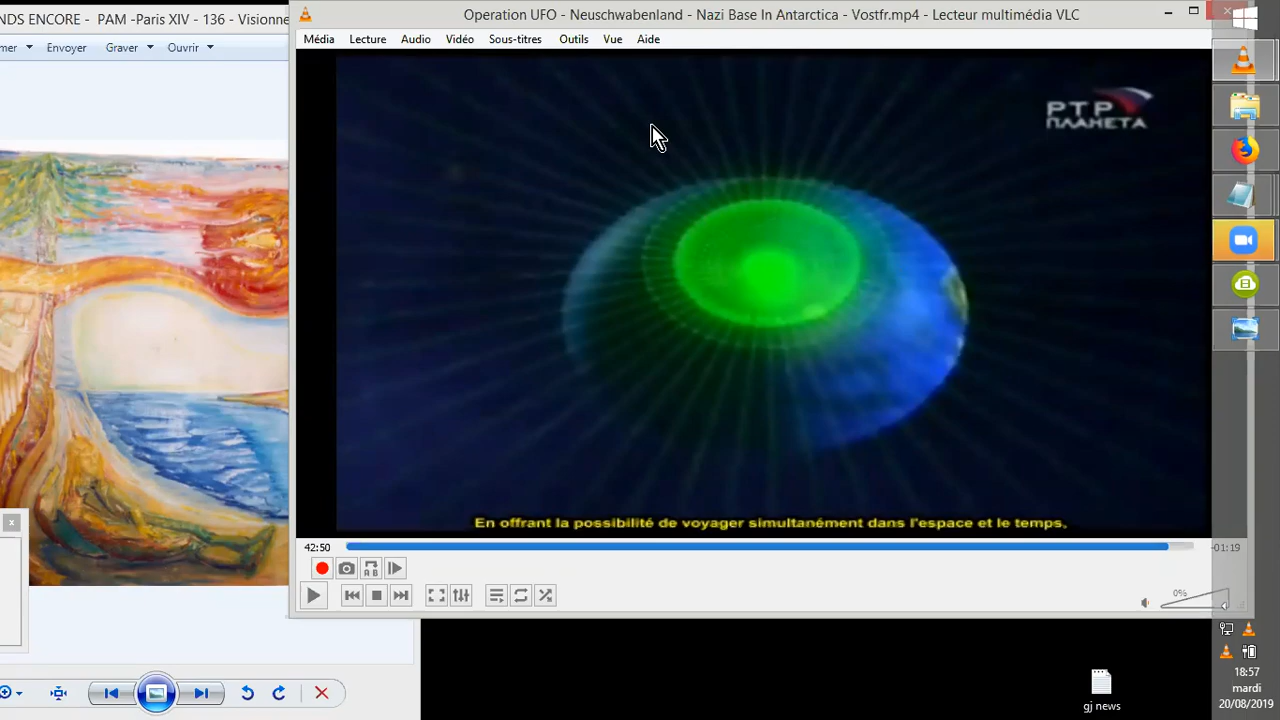 NDS ENCORE - PAM -Paris XIV - 136 - Visionne
mer Envoyer Graver Ouvrir
Operation UFO - Neuschwabenland - Nazi Base In Antarctica - Vostfr.mp4 - Lecteur multimédia VLC
Média Lecture Audio Vidéo Sous-titres Outils Vue Aide
РТР
ПЛАНЕТА
En offrant la possibilité de voyager simultanément dans l'espace et le temps,
42:50 -01:19
A B
0%
gj news
18:57
mardi
20/08/2019